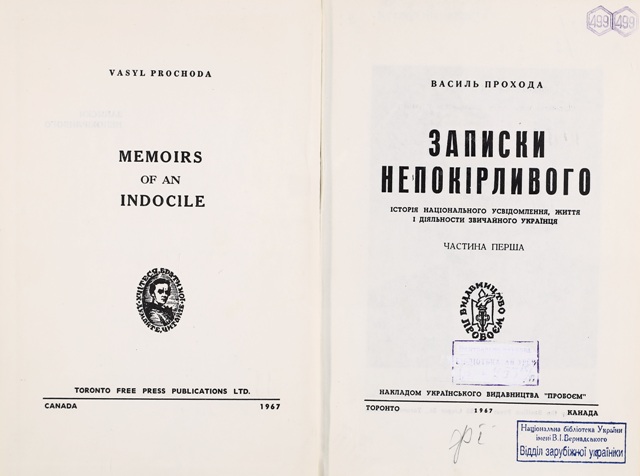 VASYL PROCHODA
MEMOIRS
OF AN
INDOCILE
TORONTO FREE PRESS PUBLICATIONS LTD.
CANADA 1967
499 499
ВАСИЛЬ ПРОХОДА
ЗАПИСКИ
НЕПОКІРЛИВОГО
ІСТОРІЯ НАЦІОНАЛЬНОГО УСВІДОМЛЕННЯ, ЖИТТЯ
І ДІЯЛЬНОСТИ ЗВИЧАЙНОГО УКРАЇНЦЯ
ЧАСТИНА ПЕРША
ВИДАВНИЦТВО
ПРОБОЄМ
НАКЛАДОМ УКРАЇНСЬКОГО ВИДАВНИЦТВА "ПРОБОЄМ"
ТОРОНТО 1967 КАНАДА
Національна бібліотека України
імені В.І.Вернадського
Відділ зарубіжної україніки